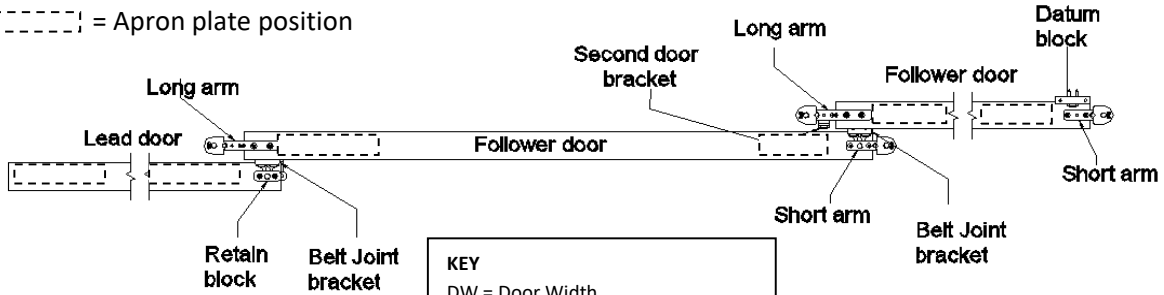 = Apron plate position
Datum
block
Long arm
Second door
bracket
Follower door
Long arm
Lead door
Follower door
Short arm
Short arm
Belt Joint
bracket
Retain
block
Belt Joint
bracket
KEY
DW = Door Width